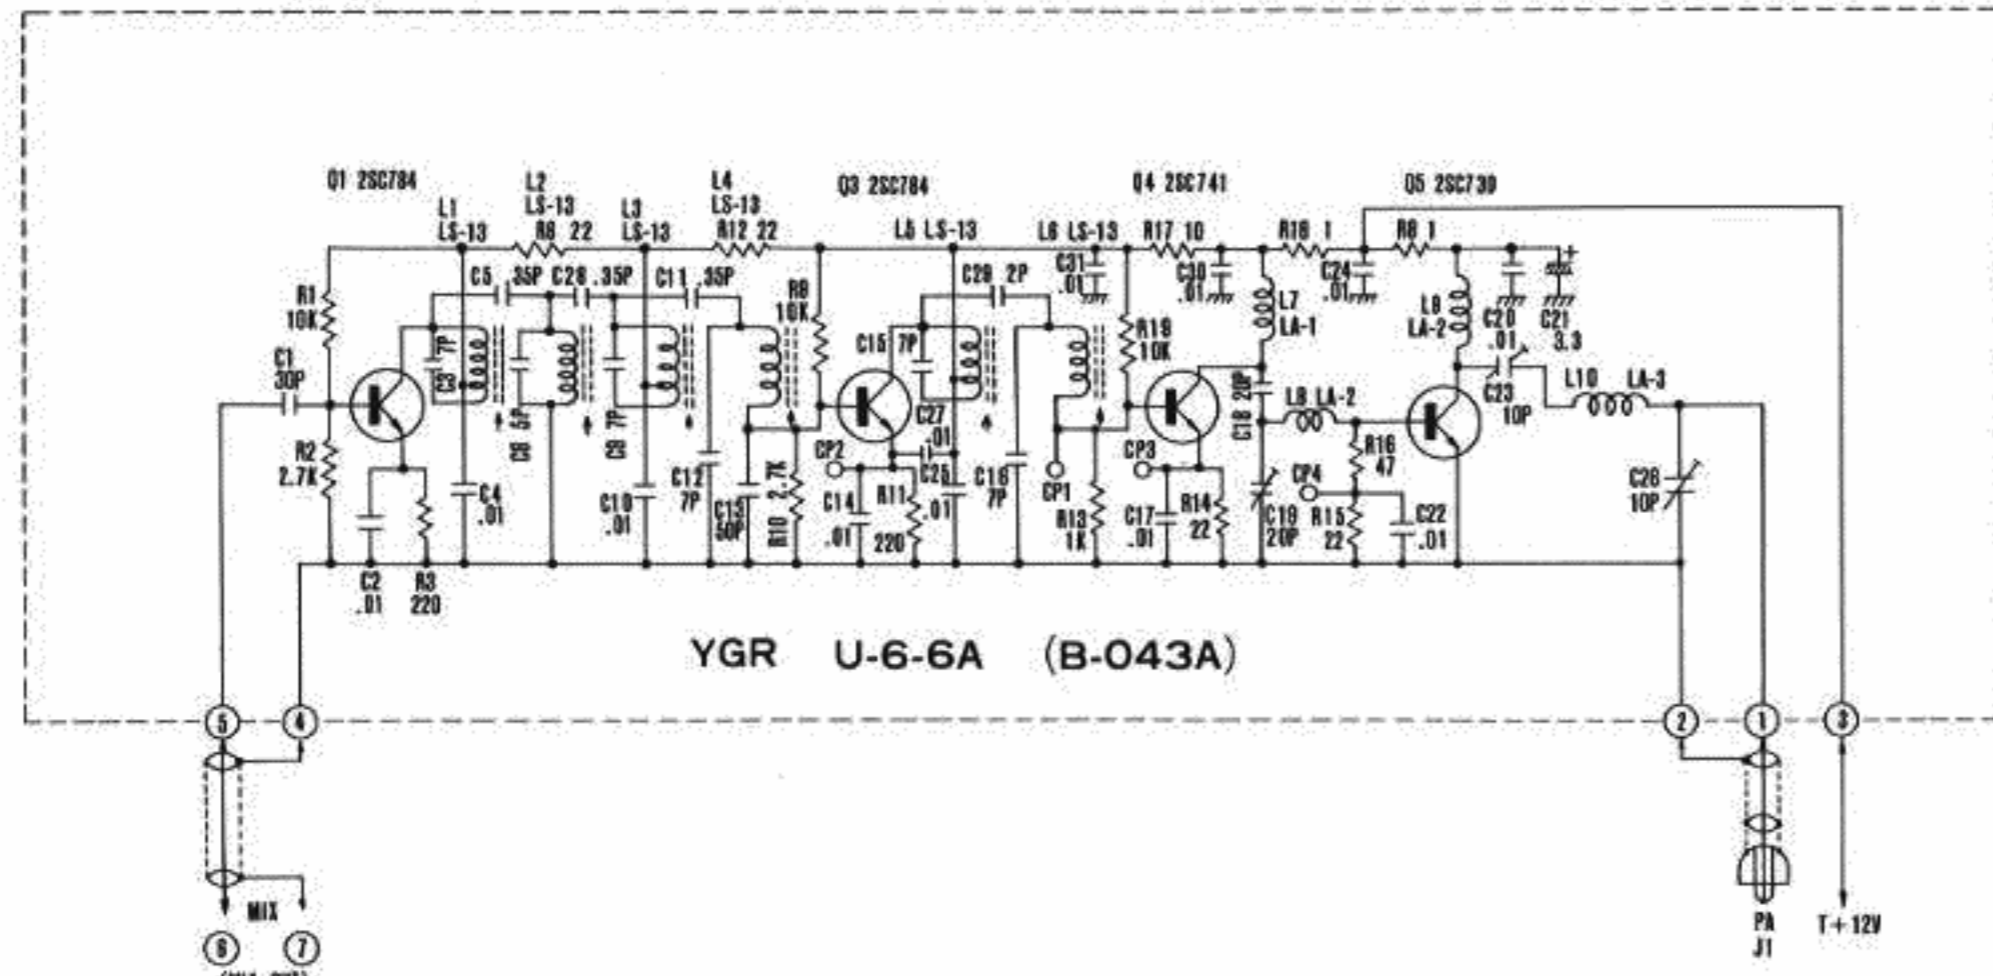 Q1 2SC784
L1
LS-13
L2
LS-13
R6 22
L3
LS-13
L4
LS-13
R12 22
Q3 2SC784
L5 LS-13
L6 LS-13
Q4 2SC741
R17 10
R18 1
Q5 2SC730
R8 1
C5 .35P
C26 .35P
C11 .35P
R9
10K
C29 2P
C31
.01
C30
.01
C24
.01
L7
LA-1
L9
LA-2
C20
.01
C21
3.3
+
R1
10K
C1
30P
C3 7P
C6 5P
C9 7P
C15 7P
R19
10K
C18 20P
L8 LA-2
C23
10P
L10 LA-3
R2
2.7K
C4
.01
C10
.01
C12
7P
C13
50P
R10 2.7K
CP2
C14
.01
R11
220
C27
.01
C25
.01
C16
7P
CP1
R13
1K
CP3
C17
.01
R14
22
C19
20P
R16
47
CP4
R15
22
C22
.01
C28
10P
C2
.01
R3
220
YGR U-6-6A (B-043A)
5
4
2
1
3
MIX
6
7
PA
J1
T+12V